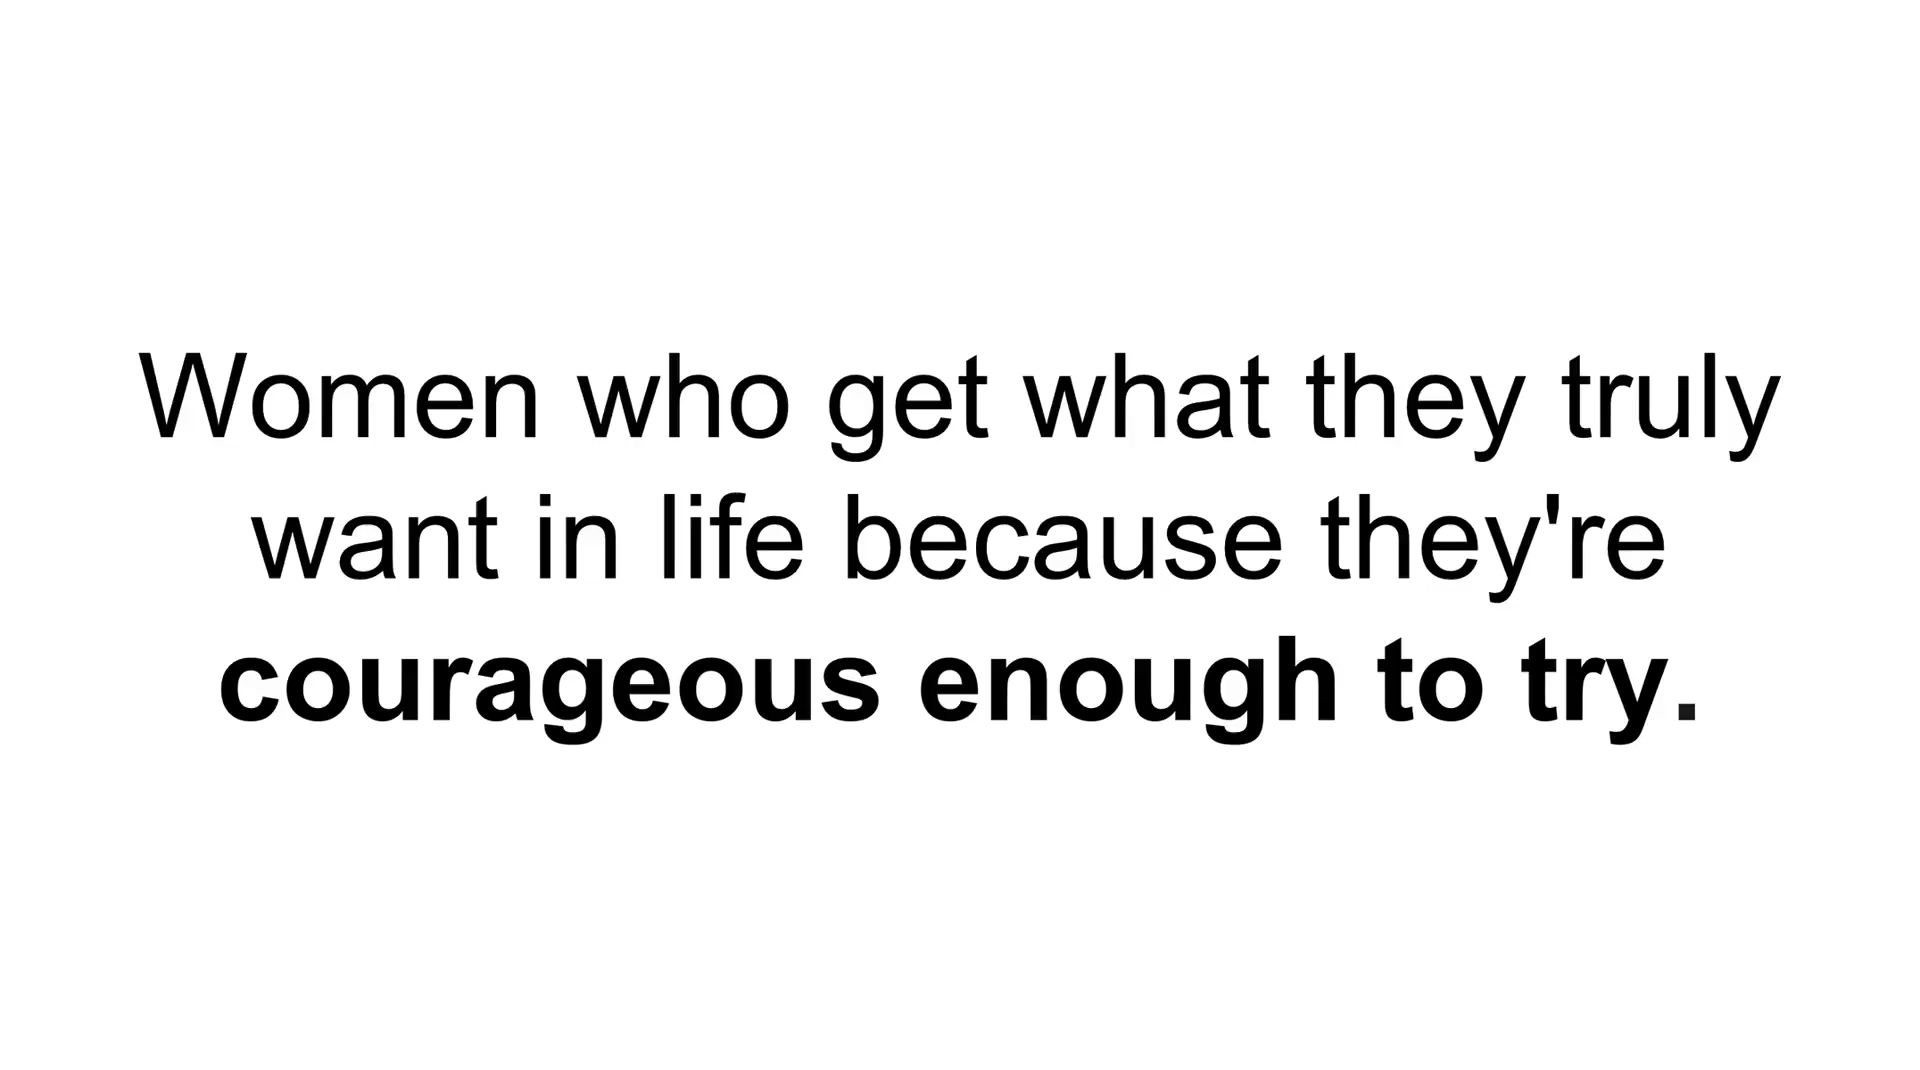 Women who get what they truly
want in life because they're
courageous enough to try.